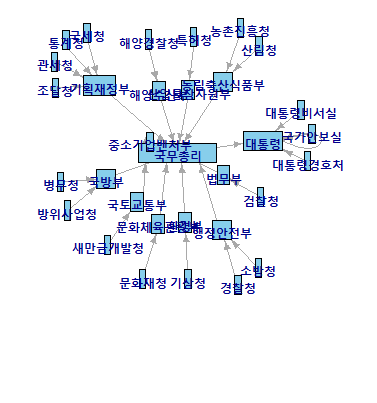 국세청
통계청
관세청
조달청
기획재정부
해양경찰청
특허청
농촌진흥청
산림청
농림축산식품부
대통령비서실
국가안보실
대통령
대통령경호처
중소기업벤처부
국무총리
병무청
국방부
방위사업청
법무부
검찰청
국토교통부
새만금개발청
행정안전부
문화재청
기상청
소방청
경찰청